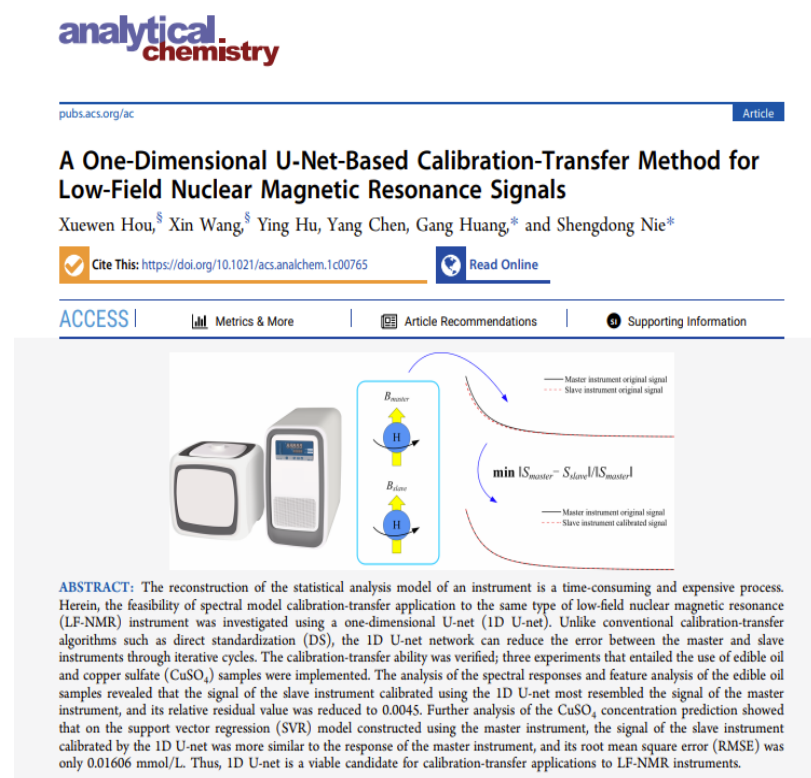 analytical
chemistry
pubs.acs.org/ac
Article
A One-Dimensional U-Net-Based Calibration-Transfer Method for
Low-Field Nuclear Magnetic Resonance Signals
Xuewen Hou,§ Xin Wang,§ Ying Hu, Yang Chen, Gang Huang,* and Shengdong Nie*
Cite This: https://doi.org/10.1021/acs.analchem.1c00765
Read Online
ACCESS
Metrics & More
Article Recommendations
SI Supporting Information
Bmaster
H
Bslave
H
Master instrument original signal
Slave instrument original signal
min |Smaster− Sslave|/|Smaster|
Master instrument original signal
Slave instrument calibrated signal
ABSTRACT: The reconstruction of the statistical analysis model of an instrument is a time-consuming and expensive process.
Herein, the feasibility of spectral model calibration-transfer application to the same type of low-field nuclear magnetic resonance
(LF-NMR) instrument was investigated using a one-dimensional U-net (1D U-net). Unlike conventional calibration-transfer
algorithms such as direct standardization (DS), the 1D U-net network can reduce the error between the master and slave
instruments through iterative cycles. The calibration-transfer ability was verified; three experiments that entailed the use of edible oil
and copper sulfate (CuSO₄) samples were implemented. The analysis of the spectral responses and feature analysis of the edible oil
samples revealed that the signal of the slave instrument calibrated using the 1D U-net most resembled the signal of the master
instrument, and its relative residual value was reduced to 0.0045. Further analysis of the CuSO₄ concentration prediction showed
that on the support vector regression (SVR) model constructed using the master instrument, the signal of the slave instrument
calibrated by the 1D U-net was more similar to the response of the master instrument, and its root mean square error (RMSE) was
only 0.01606 mmol/L. Thus, 1D U-net is a viable candidate for calibration-transfer applications to LF-NMR instruments.